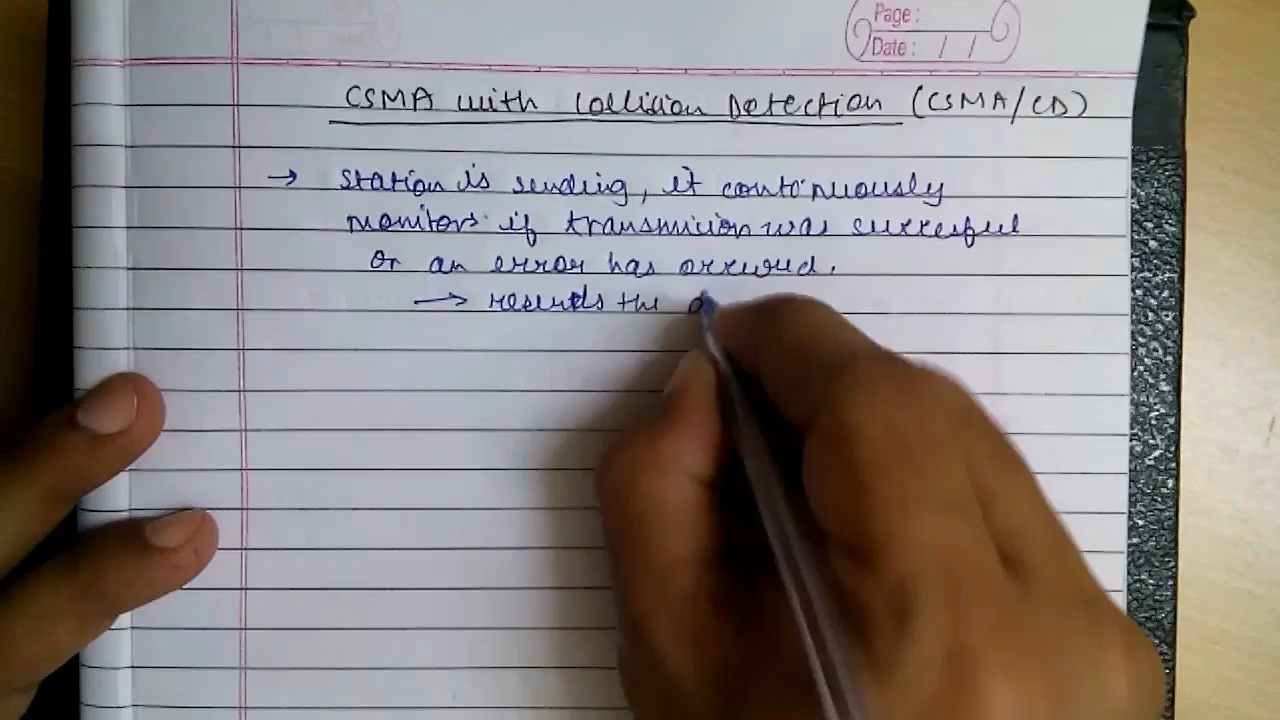 Page :
Date : / /
CSMA with Collision Detection (CSMA/CD)
→ Station is sending, it continuously
monitors if transmission was successful
or an error has occured.
→ resends the